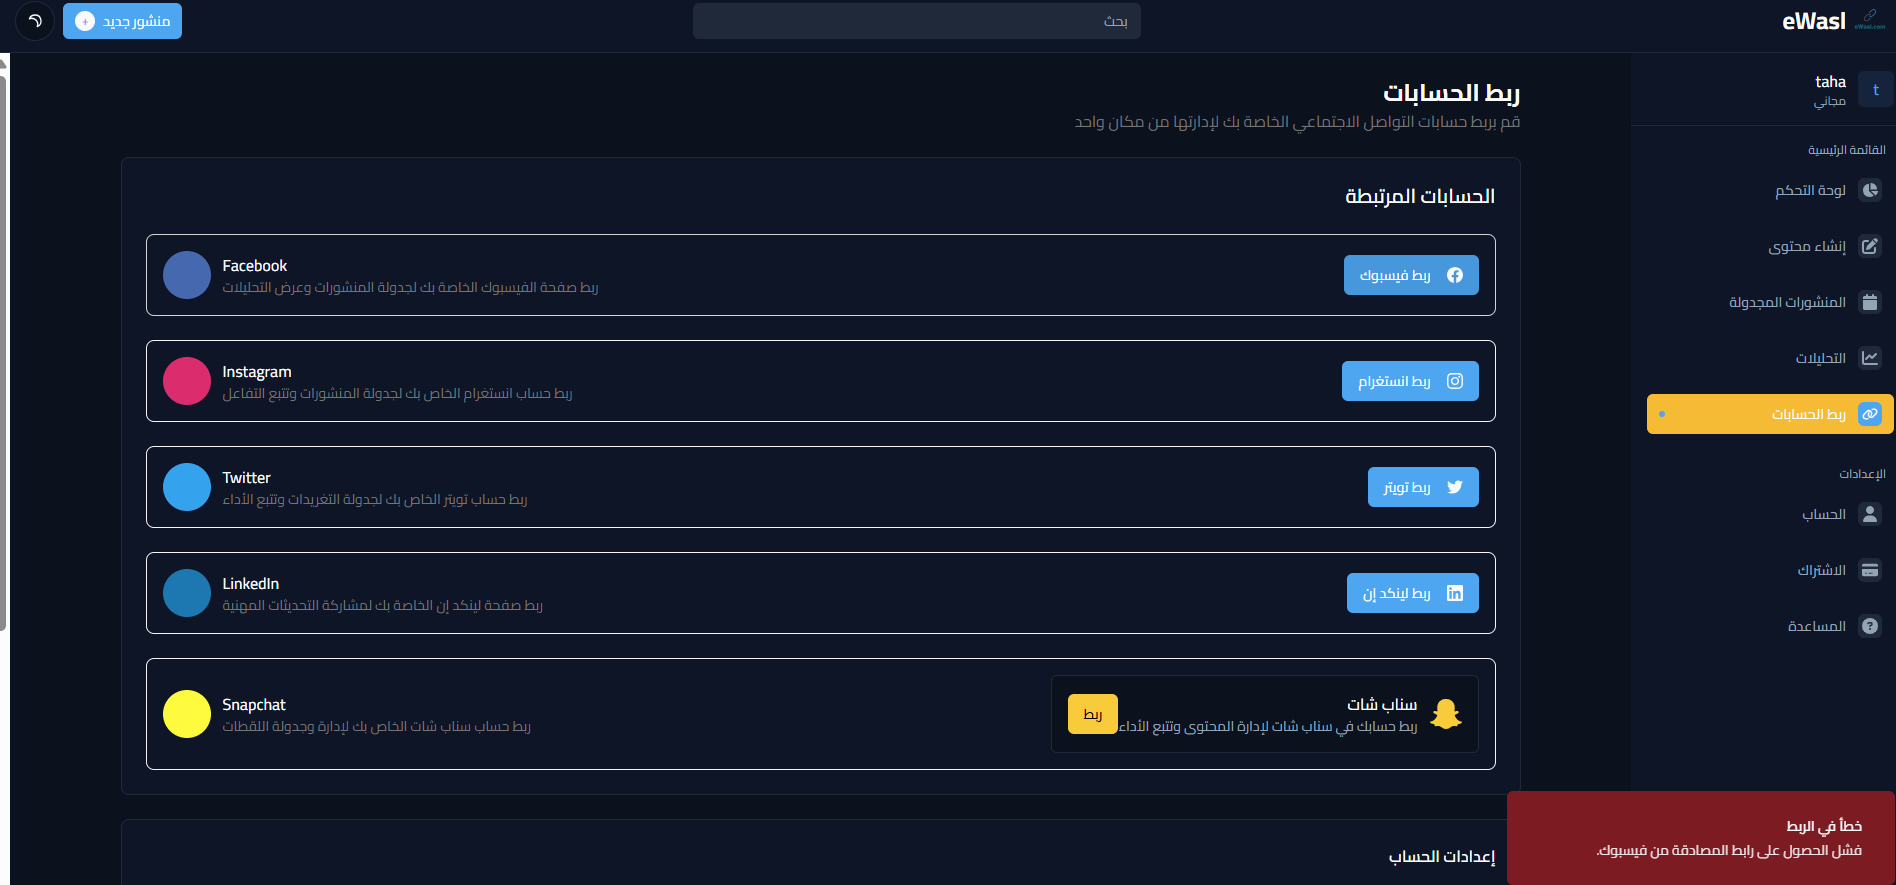 eWasl
eWasl.com
بحث
منشور جديد +
t
taha
مجاني
القائمة الرئيسية
لوحة التحكم
إنشاء محتوى
المنشورات المجدولة
التحليلات
ربط الحسابات
الإعدادات
الحساب
الاشتراك
المساعدة
ربط الحسابات
قم بربط حسابات التواصل الاجتماعي الخاصة بك لإدارتها من مكان واحد
الحسابات المرتبطة
ربط فيسبوك
Facebook
ربط صفحة الفيسبوك الخاصة بك لجدولة المنشورات وعرض التحليلات
ربط انستغرام
Instagram
ربط حساب انستغرام الخاص بك لجدولة المنشورات وتتبع التفاعل
ربط تويتر
Twitter
ربط حساب تويتر الخاص بك لجدولة التغريدات وتتبع الأداء
ربط لينكد إن
LinkedIn
ربط صفحة لينكد إن الخاصة بك لمشاركة التحديثات المهنية
سناب شات
ربط حسابك في سناب شات لإدارة المحتوى وتتبع الأداء
ربط
Snapchat
ربط حساب سناب شات الخاص بك لإدارة وجدولة اللقطات
إعدادات الحساب
خطأ في الربط
فشل الحصول على رابط المصادقة من فيسبوك.